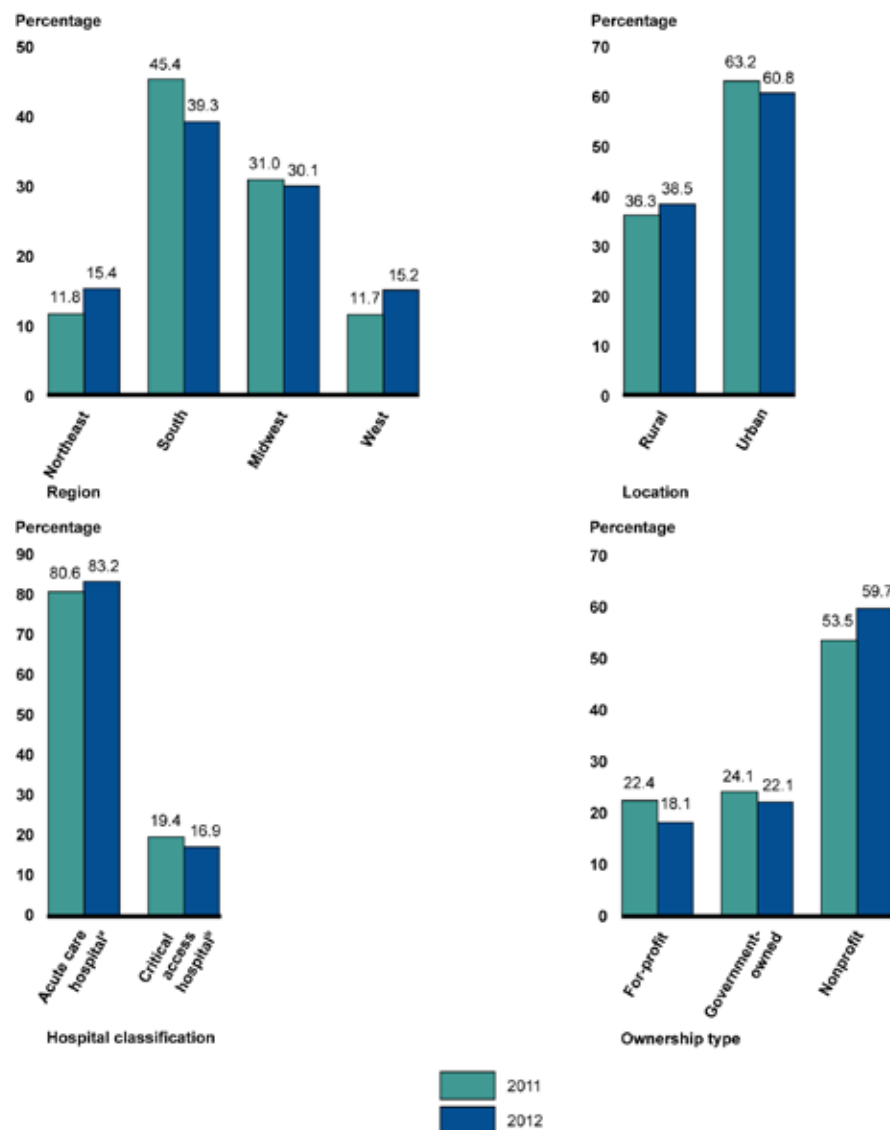 Percentage
50
40
30
20
10
0
45.4
39.3
31.0
30.1
11.8
15.4
11.7
15.2
Northeast
South
Midwest
West
Region
Percentage
70
60
50
40
30
20
10
0
63.2
60.8
36.3
38.5
Rural
Urban
Location
Percentage
90
80
70
60
50
40
30
20
10
0
80.6
83.2
19.4
16.9
Acute care
hospitalᵃ
Critical
access
hospitalᵇ
Hospital classification
Percentage
70
60
50
40
30
20
10
0
22.4
18.1
24.1
22.1
53.5
59.7
For-profit
Government-
owned
Nonprofit
Ownership type
2011
2012